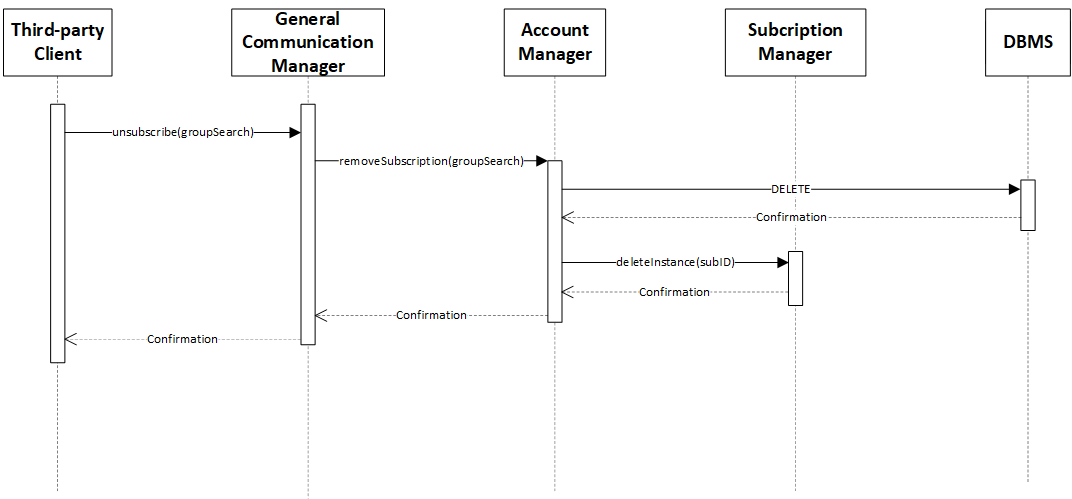 Third-party
Client
General
Communication
Manager
Account
Manager
Subcription
Manager
DBMS
unsubscribe(groupSearch)
removeSubscription(groupSearch)
DELETE
Confirmation
deleteInstance(subID)
Confirmation
Confirmation
Confirmation